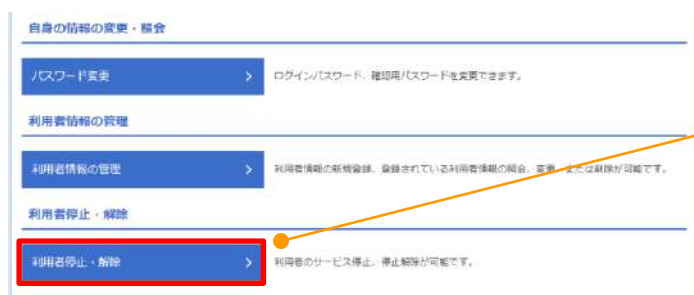 自身の情報の変更・照会
パスワード変更
ログインパスワード、確認用パスワードを変更できます。
利用者情報の管理
利用者情報の管理
利用者情報の新規登録、登録されている利用者情報の照会、変更、または削除が可能です。
利用者停止・解除
利用者停止・解除
利用者のサービス停止、停止解除が可能です。